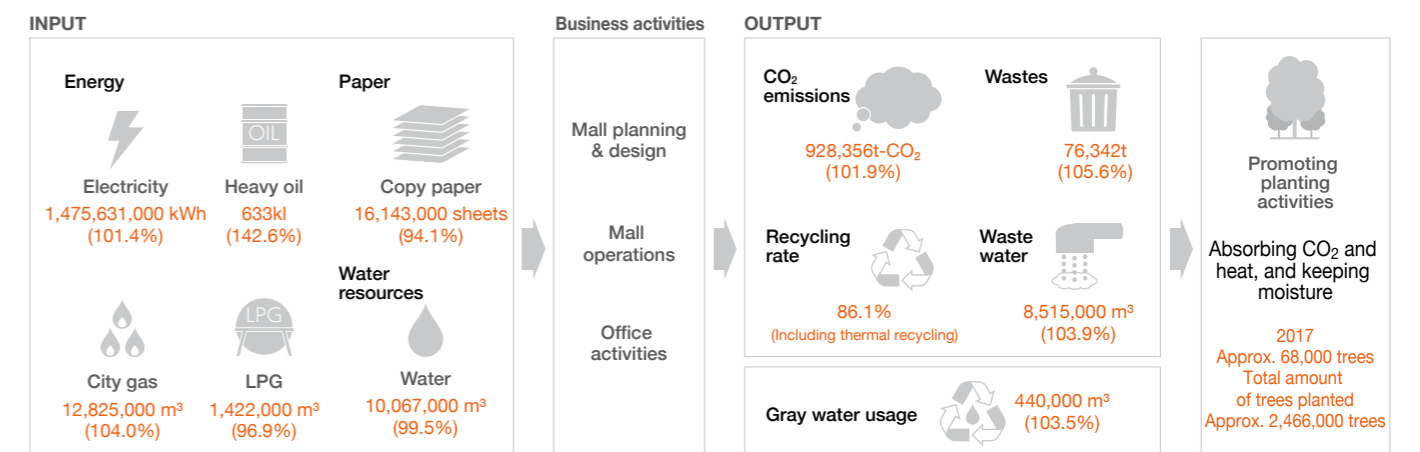 INPUT
Energy
OIL
Electricity
1,475,631,000 kWh
(101.4%)
Heavy oil
633kl
(142.6%)
Paper
Copy paper
16,143,000 sheets
(94.1%)
City gas
12,825,000 m³
(104.0%)
LPG
LPG
1,422,000 m³
(96.9%)
Water
resources
Water
10,067,000 m³
(99.5%)
Business activities
Mall planning
& design
Mall
operations
Office
activities
OUTPUT
CO₂
emissions
928,356t-CO₂
(101.9%)
Wastes
76,342t
(105.6%)
Recycling
rate
86.1%
(Including thermal recycling)
Waste
water
8,515,000 m³
(103.9%)
Gray water usage
440,000 m³
(103.5%)
Promoting
planting
activities
Absorbing CO₂ and
heat, and keeping
moisture
2017
Approx. 68,000 trees
Total amount
of trees planted
Approx. 2,466,000 trees